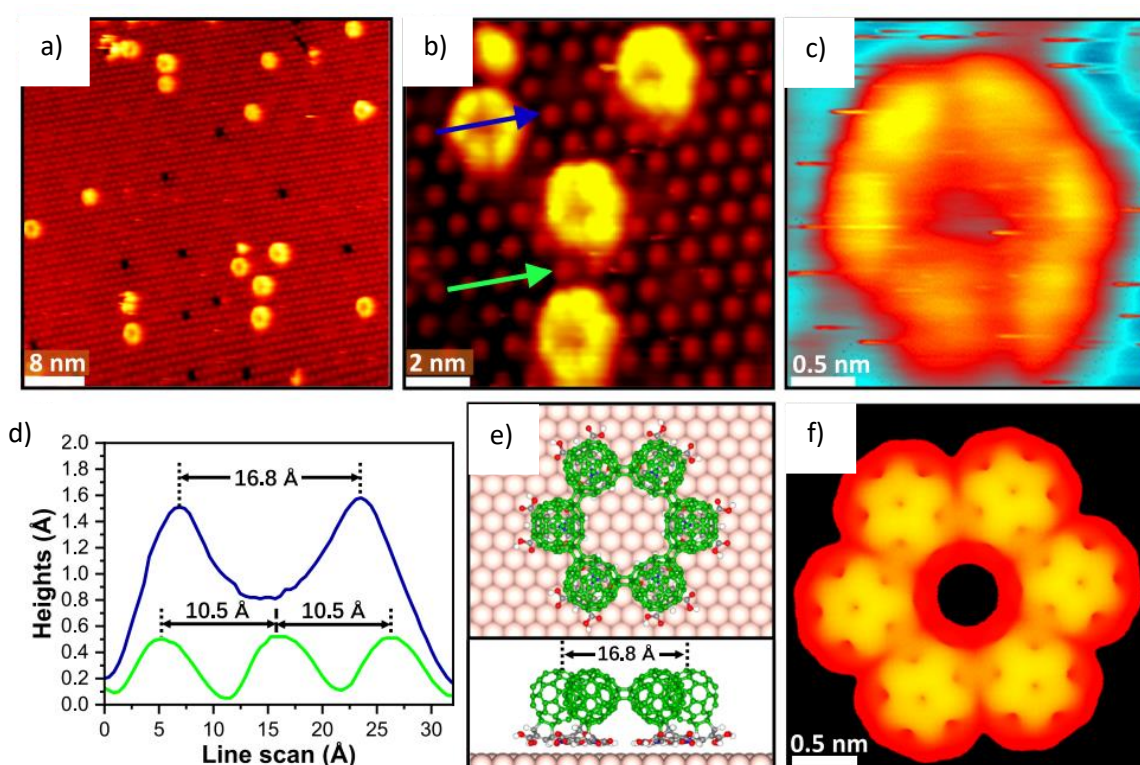 a)
8 nm
b)
2 nm
c)
0.5 nm
d)
2.0
1.8
1.6
1.4
1.2
1.0
0.8
0.6
0.4
0.2
0.0
Heights (Å)
16.8 Å
10.5 Å
10.5 Å
0
5
10
15
20
25
30
Line scan (Å)
e)
16.8 Å
f)
0.5 nm